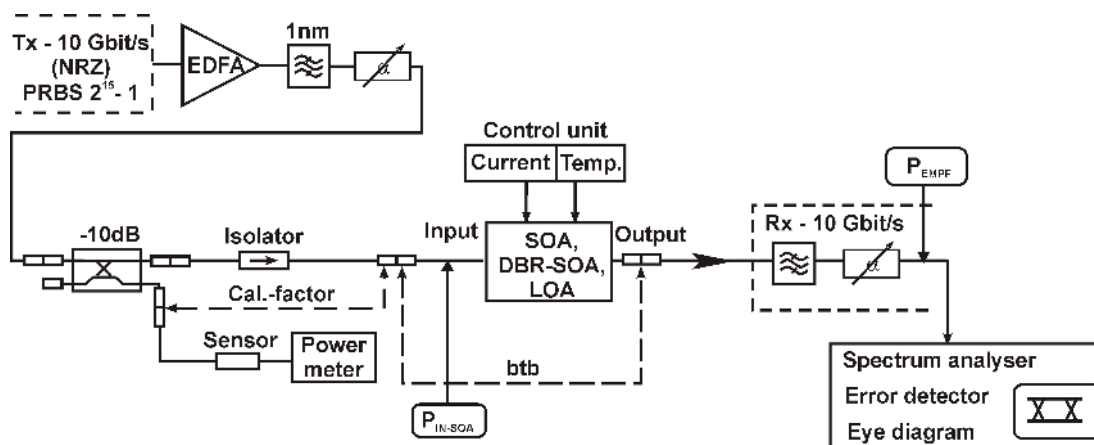 Tx - 10 Gbit/s
(NRZ)
PRBS 2¹⁵- 1
EDFA
1nm
α
Control unit
Current
Temp.
P_EMPF
-10dB
Isolator
Input
SOA,
DBR-SOA,
LOA
Output
Rx - 10 Gbit/s
α
Cal.-factor
Sensor
Power
meter
btb
P_IN-SOA
Spectrum analyser
Error detector
Eye diagram